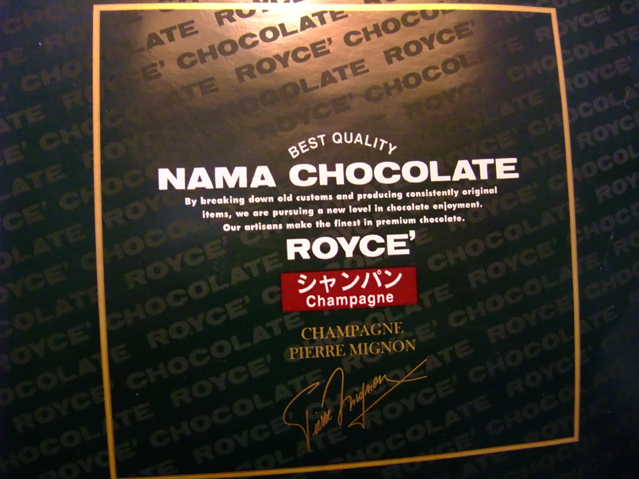 BEST QUALITY
NAMA CHOCOLATE
By breaking down old customs and producing consistently original
items, we are pursuing a new level in chocolate enjoyment.
Our artisans make the finest in premium chocolate.
ROYCE'
シャンパン
Champagne
CHAMPAGNE
PIERRE MIGNON
Pierre Mignon